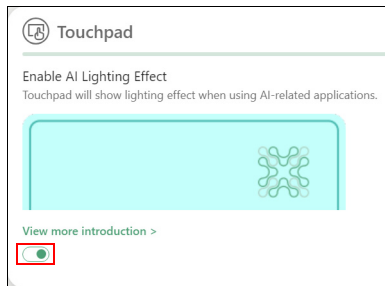 Touchpad
Enable AI Lighting Effect
Touchpad will show lighting effect when using AI-related applications.
View more introduction >